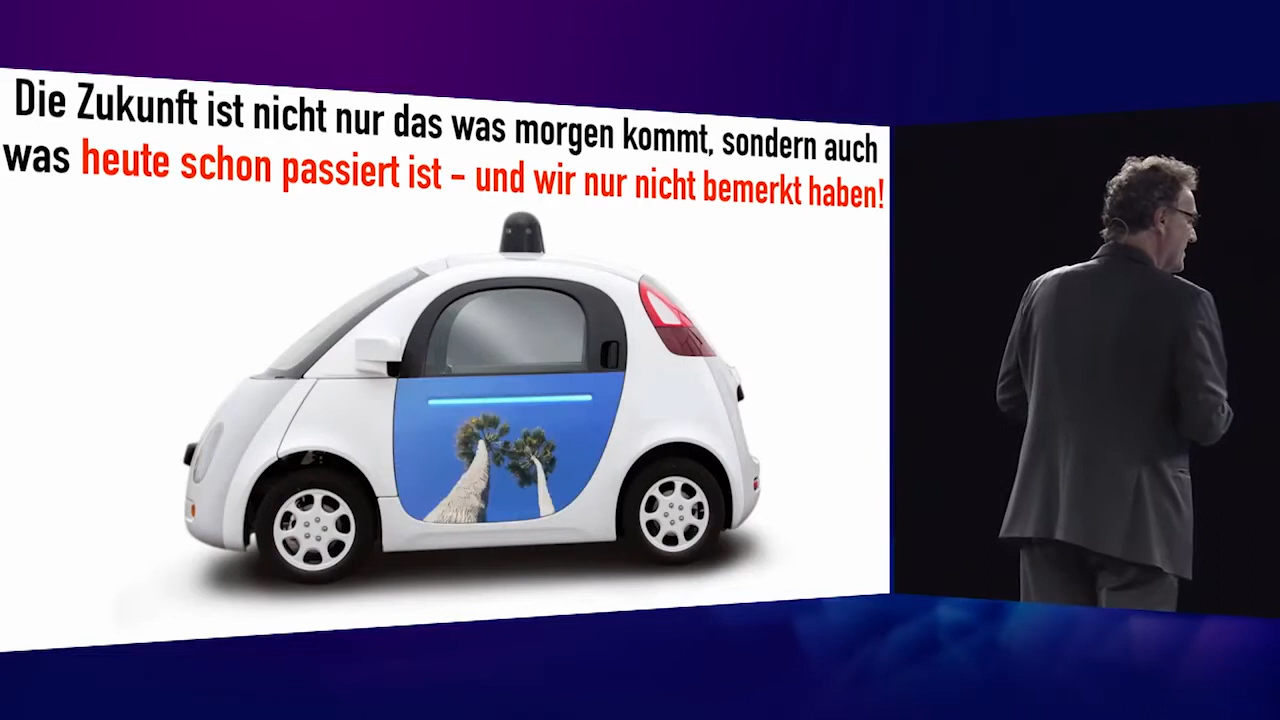 Die Zukunft ist nicht nur das was morgen kommt, sondern auch
was heute schon passiert ist – und wir nur nicht bemerkt haben!